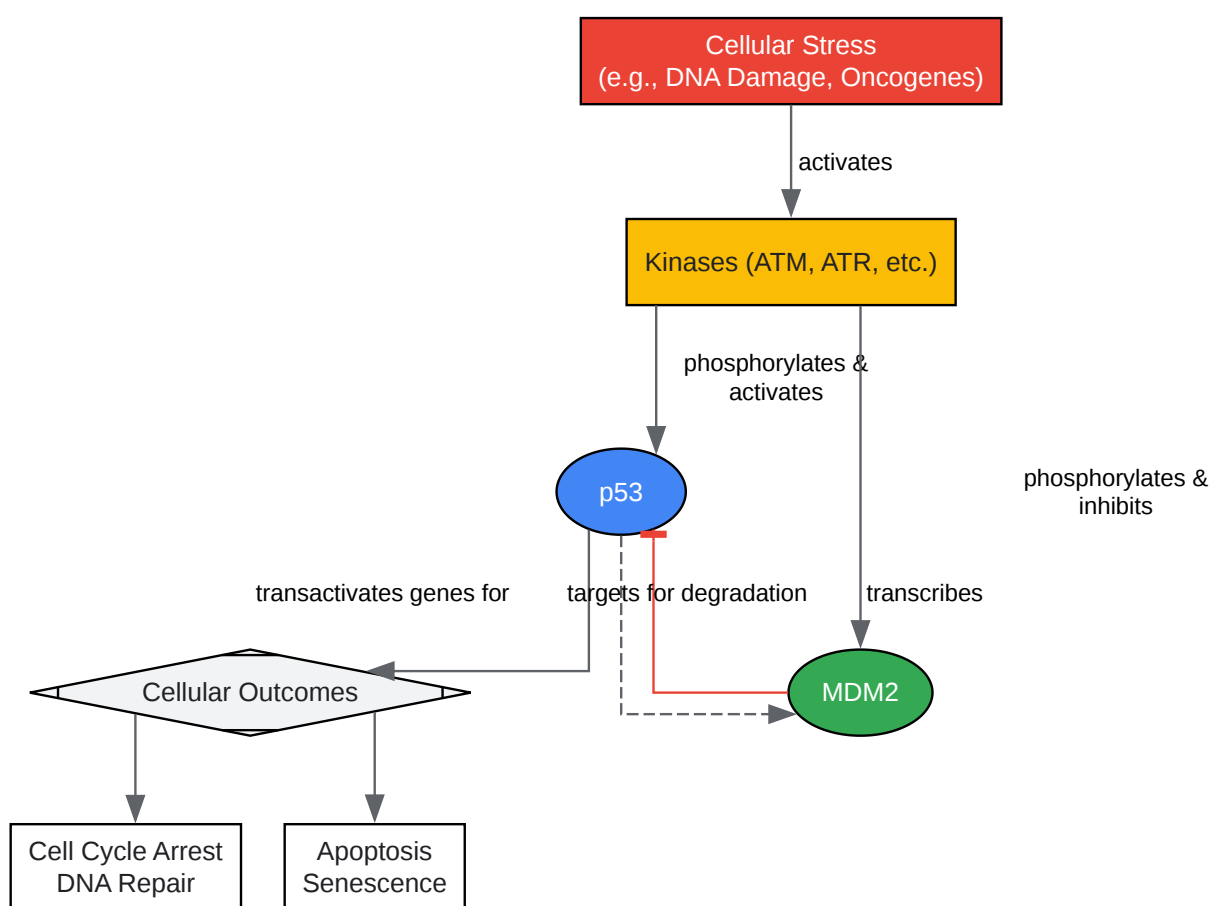 Cellular Stress
(e.g., DNA Damage, Oncogenes)
activates
Kinases (ATM, ATR, etc.)
phosphorylates &
activates
phosphorylates &
inhibits
p53
transactivates genes for
targets for degradation
transcribes
Cellular Outcomes
MDM2
Cell Cycle Arrest
DNA Repair
Apoptosis
Senescence